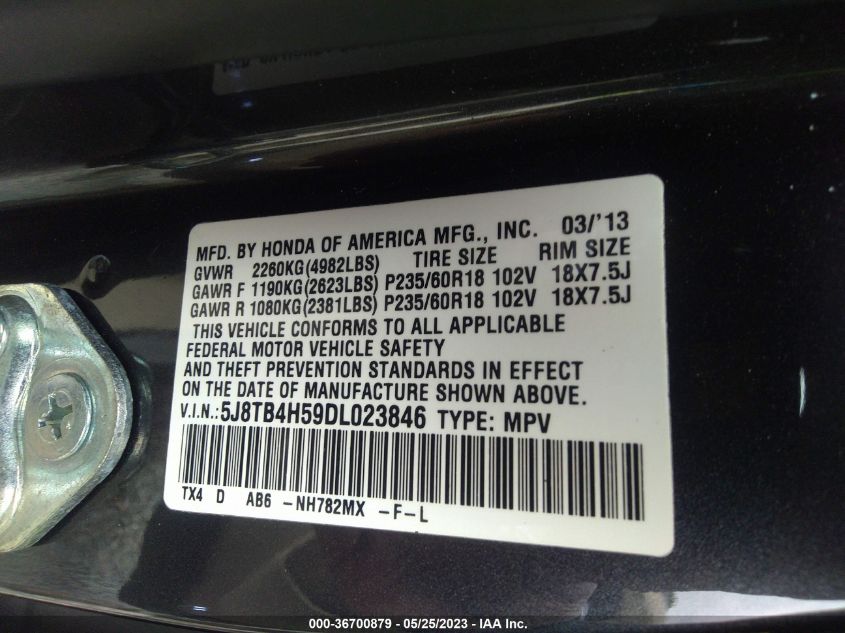 MFD. BY HONDA OF AMERICA MFG., INC. 03/'13
GVWR 2260KG(4982LBS) TIRE SIZE RIM SIZE
GAWR F 1190KG(2623LBS) P235/60R18 102V 18X7.5J
GAWR R 1080KG(2381LBS) P235/60R18 102V 18X7.5J
THIS VEHICLE CONFORMS TO ALL APPLICABLE
FEDERAL MOTOR VEHICLE SAFETY
AND THEFT PREVENTION STANDARDS IN EFFECT
ON THE DATE OF MANUFACTURE SHOWN ABOVE.
V.I.N.:5J8TB4H59DL023846 TYPE: MPV
TX4 D AB6 -NH782MX -F-L
000-36700879 - 05/25/2023 - IAA Inc.